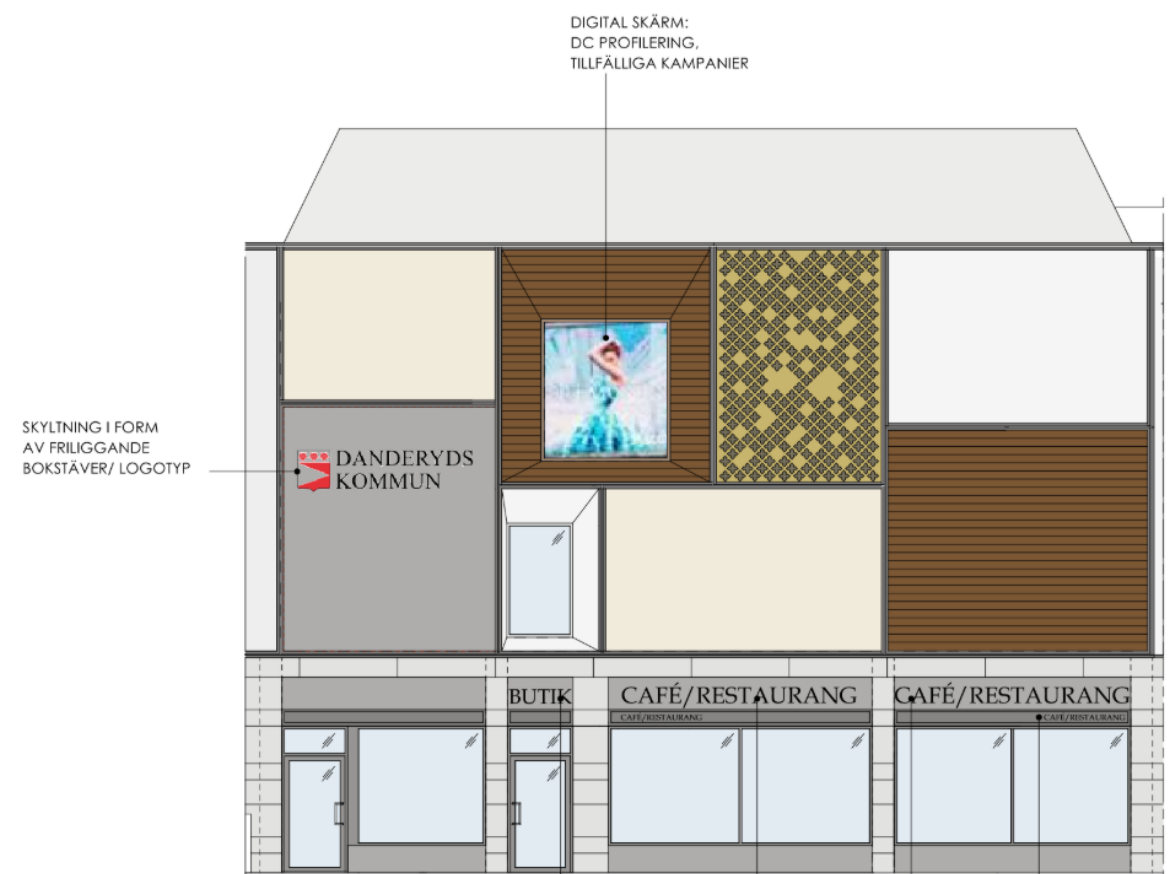 DIGITAL SKÄRM:
DC PROFILERING,
TILLFÄLLIGA KAMPANIER
SKYLTNING I FORM
AV FRILIGGANDE
BOKSTÄVER/ LOGOTYP
DANDERYDS
KOMMUN
BUTIK
CAFÉ/RESTAURANG
CAFÉ/RESTAURANG
CAFÉ/RESTAURANG
CAFÉ/RESTAURANG